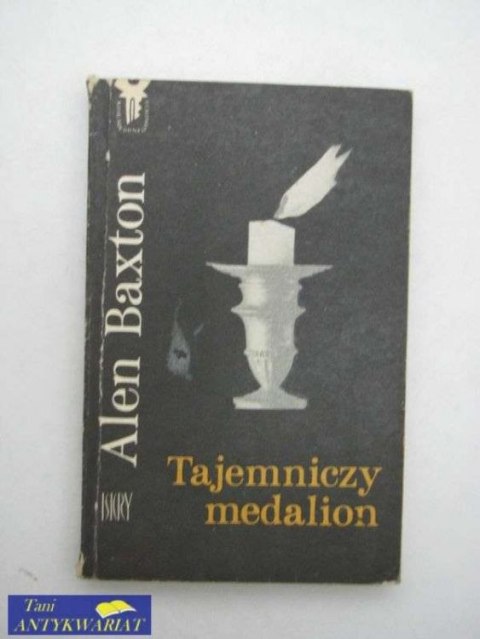 Alen Baxton
Tajemniczy
medalion
ISKRY
Tani
ANTYKWARIAT